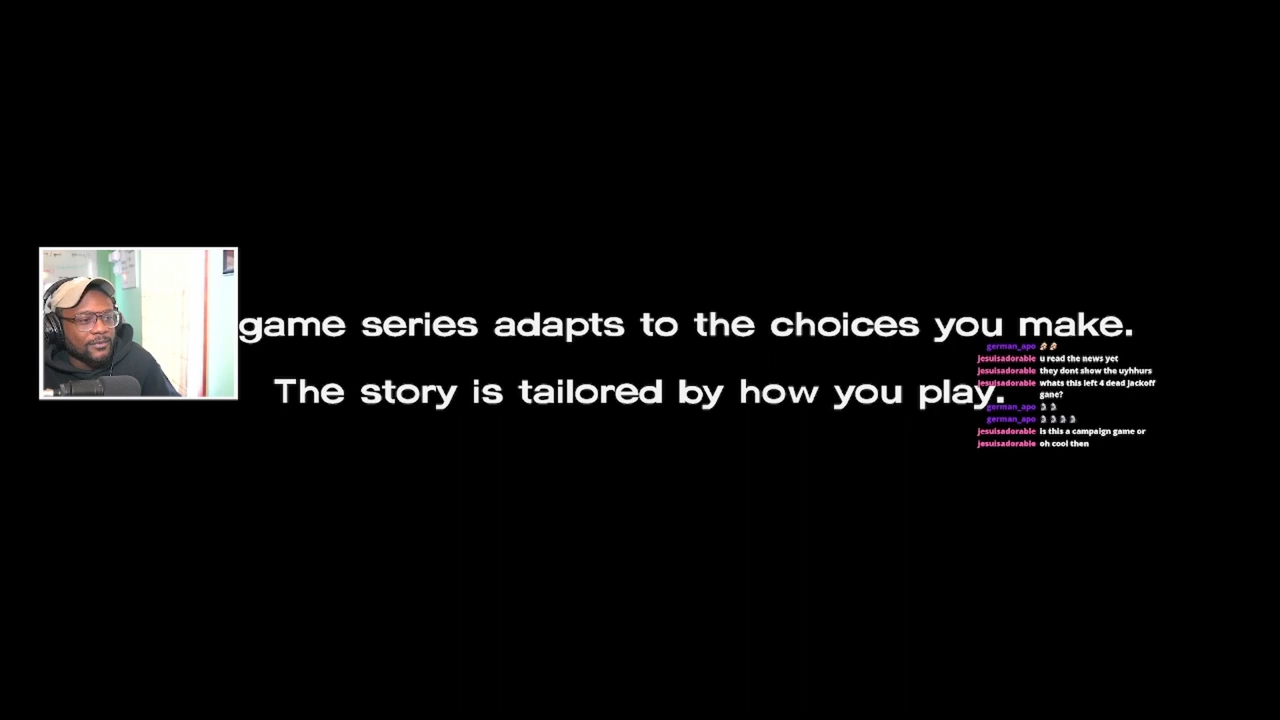 game series adapts to the choices you make.
The story is tailored by how you play.
german_apo
jesuisadorable u read the news yet
jesuisadorable they dont show the uyhhurs
jesuisadorable whats this left 4 dead jackoff
gane?
german_apo
german_apo
jesuisadorable is this a campaign game or
jesuisadorable oh cool then